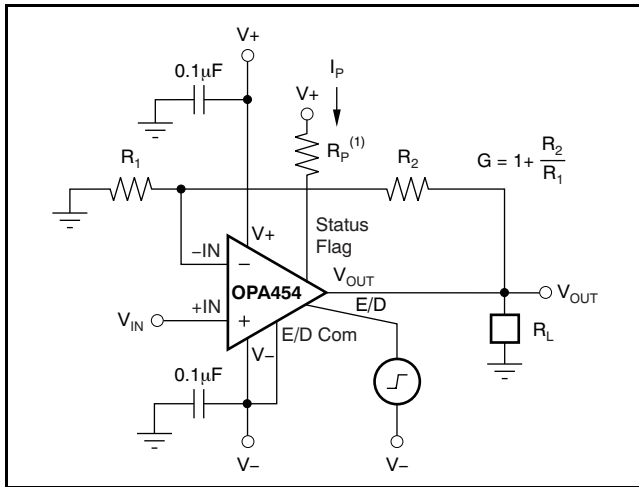 V+
0.1μF
I_P
V+
R_P^(1)
R_1
R_2
G = 1 + R_2/R_1
V+
Status
Flag
−IN
−
OPA454
V_OUT
V_OUT
E/D
+IN
+
V_IN
E/D Com
R_L
V−
0.1μF
V−
V−